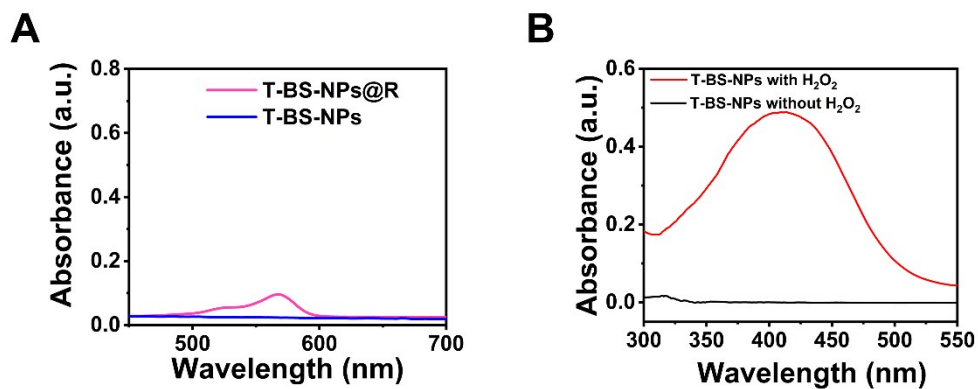 A
Absorbance (a.u.)
0.8
0.6
0.4
0.2
0.0
T-BS-NPs@R
T-BS-NPs
500
600
700
Wavelength (nm)
B
Absorbance (a.u.)
0.6
0.4
0.2
0.0
T-BS-NPs with H₂O₂
T-BS-NPs without H₂O₂
300
350
400
450
500
550
Wavelength (nm)